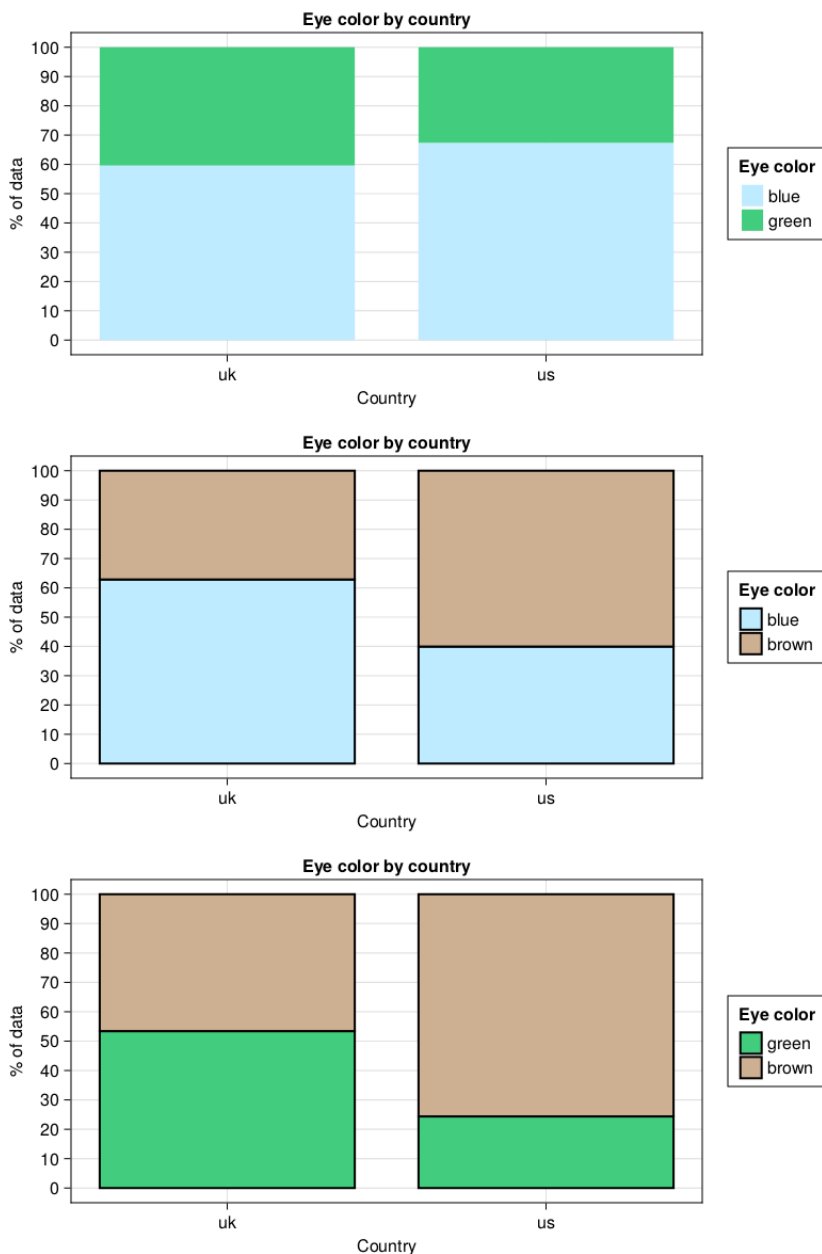 Eye color by country
100
90
80
70
60
50
40
30
20
10
0
% of data
uk
us
Country
Eye color
blue
green
Eye color by country
100
90
80
70
60
50
40
30
20
10
0
% of data
uk
us
Country
Eye color
blue
brown
Eye color by country
100
90
80
70
60
50
40
30
20
10
0
% of data
uk
us
Country
Eye color
green
brown